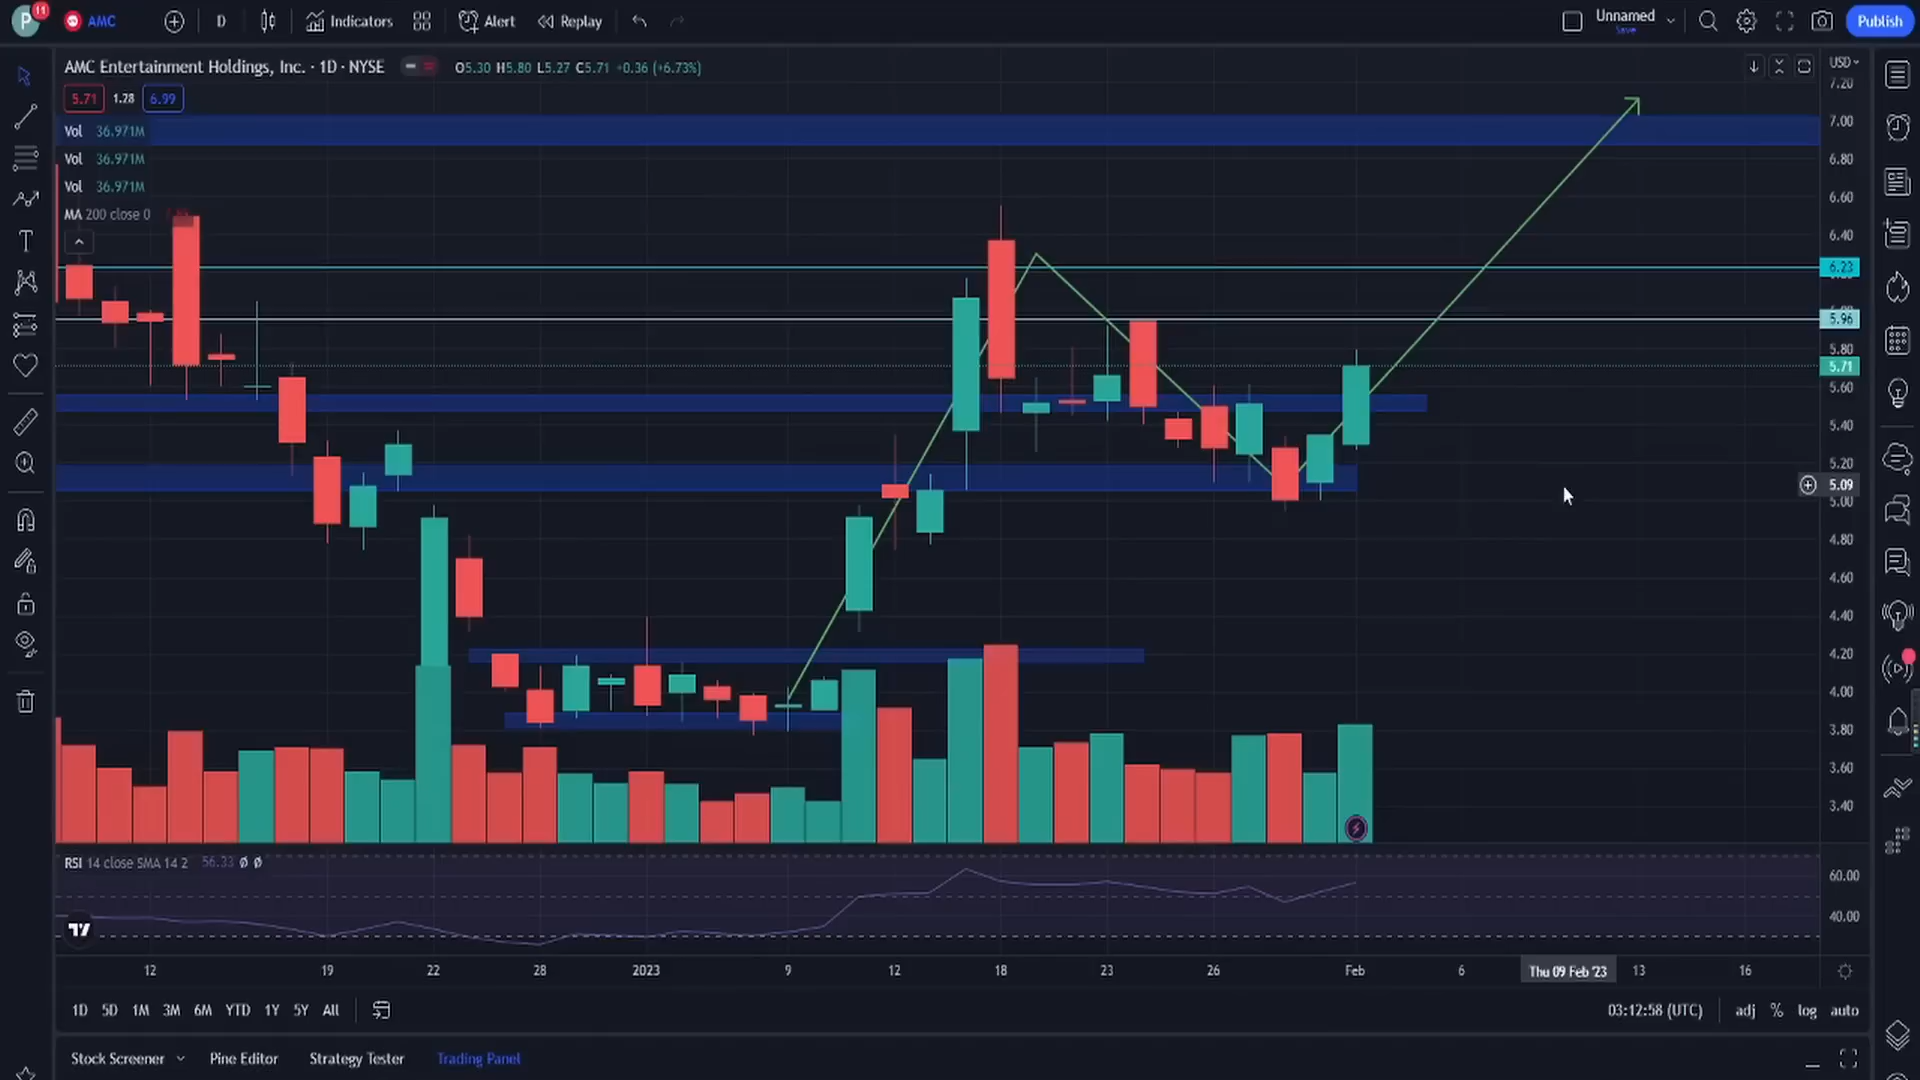 P 11 AMC D Indicators Alert Replay Unnamed Save Publish
AMC Entertainment Holdings, Inc. · 1D · NYSE O5.30 H5.80 L5.27 C5.71 +0.36 (+6.73%) USD
5.71 1.28 6.99
Vol 36.971M
Vol 36.971M
Vol 36.971M
MA 200 close 0
7.20
7.00
6.80
6.60
6.40
6.23
5.96
5.80
5.71
5.60
5.40
5.20
5.09
5.00
4.80
4.60
4.40
4.20
4.00
3.80
3.60
3.40
RSI 14 close SMA 14 2 56.33 Ø Ø
60.00
40.00
12 19 22 28 2023 9 12 18 23 26 Feb 6 Thu 09 Feb '23 13 16
1D 5D 1M 3M 6M YTD 1Y 5Y All 03:12:58 (UTC) adj % log auto
Stock Screener Pine Editor Strategy Tester Trading Panel